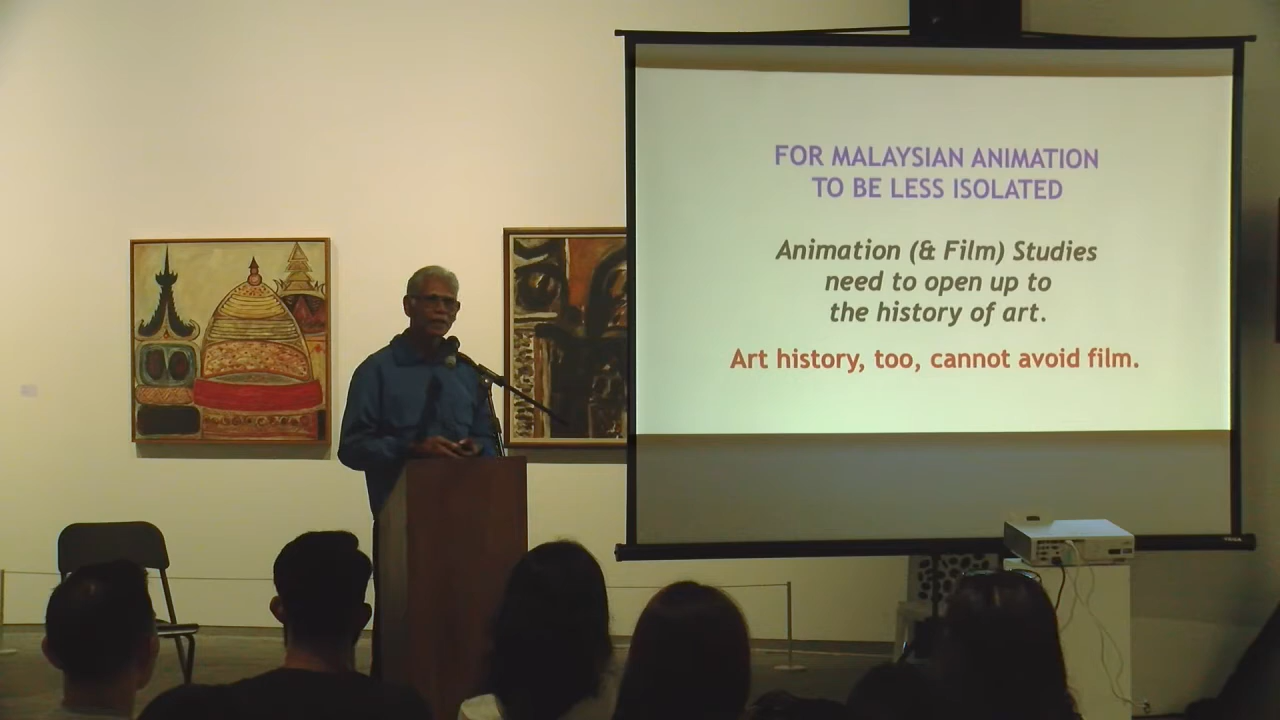 FOR MALAYSIAN ANIMATION
TO BE LESS ISOLATED
Animation (& Film) Studies
need to open up to
the history of art.
Art history, too, cannot avoid film.